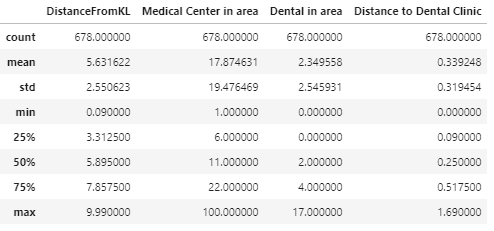 DistanceFromKL Medical Center in area Dental in area Distance to Dental Clinic
count 678.000000 678.000000 678.000000 678.000000
mean 5.631622 17.874631 2.349558 0.339248
std 2.550623 19.476469 2.545931 0.319454
min 0.090000 1.000000 0.000000 0.000000
25% 3.312500 6.000000 0.000000 0.090000
50% 5.895000 11.000000 2.000000 0.250000
75% 7.857500 22.000000 4.000000 0.517500
max 9.990000 100.000000 17.000000 1.690000